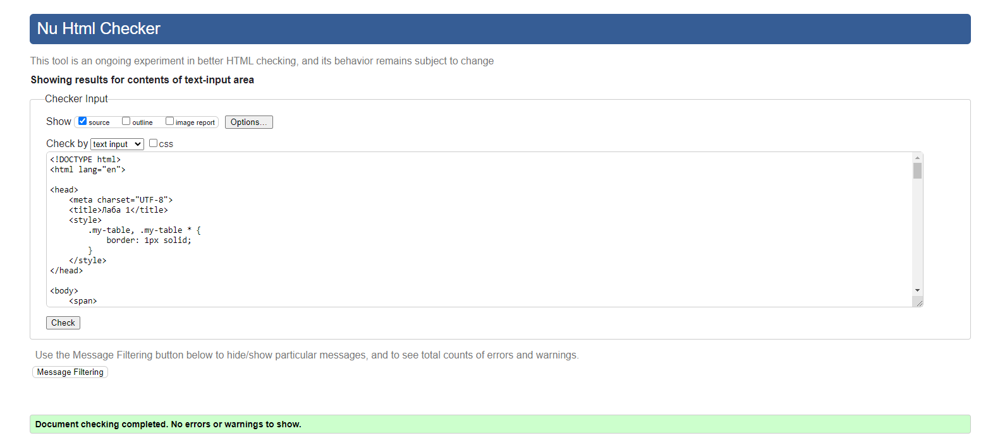 Nu Html Checker
This tool is an ongoing experiment in better HTML checking, and its behavior remains subject to change
Showing results for contents of text-input area
Checker Input
Show source outline image report Options...
Check by text input css
<!DOCTYPE html>
<html lang="en">
<head>
<meta charset="UTF-8">
<title>Лаба 1</title>
<style>
.my-table, .my-table * {
border: 1px solid;
}
</style>
</head>
<body>
<span>
Check
Use the Message Filtering button below to hide/show particular messages, and to see total counts of errors and warnings.
Message Filtering
Document checking completed. No errors or warnings to show.